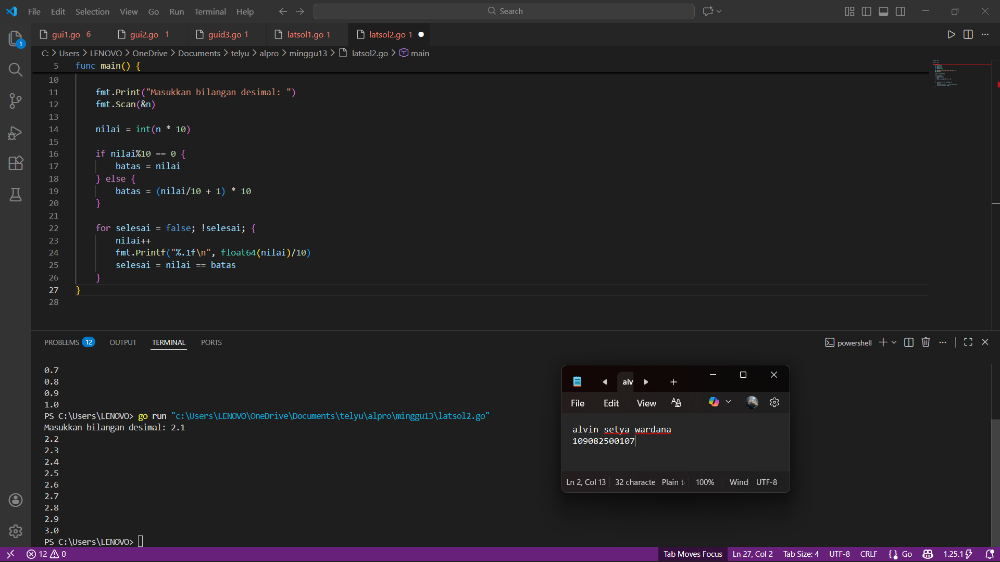 File Edit Selection View Go Run Terminal Help Search
gui1.go 6 gui2.go 1 guid3.go 1 latsol1.go 1 latsol2.go 1
C: > Users > LENOVO > OneDrive > Documents > telyu > alpro > minggu13 > latsol2.go > main
5 func main() {
10
11 fmt.Print("Masukkan bilangan desimal: ")
12 fmt.Scan(&n)
13
14 nilai = int(n * 10)
15
16 if nilai%10 == 0 {
17 batas = nilai
18 } else {
19 batas = (nilai/10 + 1) * 10
20 }
21
22 for selesai = false; !selesai; {
23 nilai++
24 fmt.Printf("%.1f\n", float64(nilai)/10)
25 selesai = nilai == batas
26 }
27 }
28
PROBLEMS 12 OUTPUT TERMINAL PORTS powershell
0.7
0.8
0.9
1.0
PS C:\Users\LENOVO> go run "c:\Users\LENOVO\OneDrive\Documents\telyu\alpro\minggu13\latsol2.go"
Masukkan bilangan desimal: 2.1
2.2
2.3
2.4
2.5
2.6
2.7
2.8
2.9
3.0
PS C:\Users\LENOVO>
alv
File Edit View
alvin setya wardana
109082500107
Ln 2, Col 13 32 characte Plain t 100% Wind UTF-8
12 0 Tab Moves Focus Ln 27, Col 2 Tab Size: 4 UTF-8 CRLF { } Go 1.25.1
1